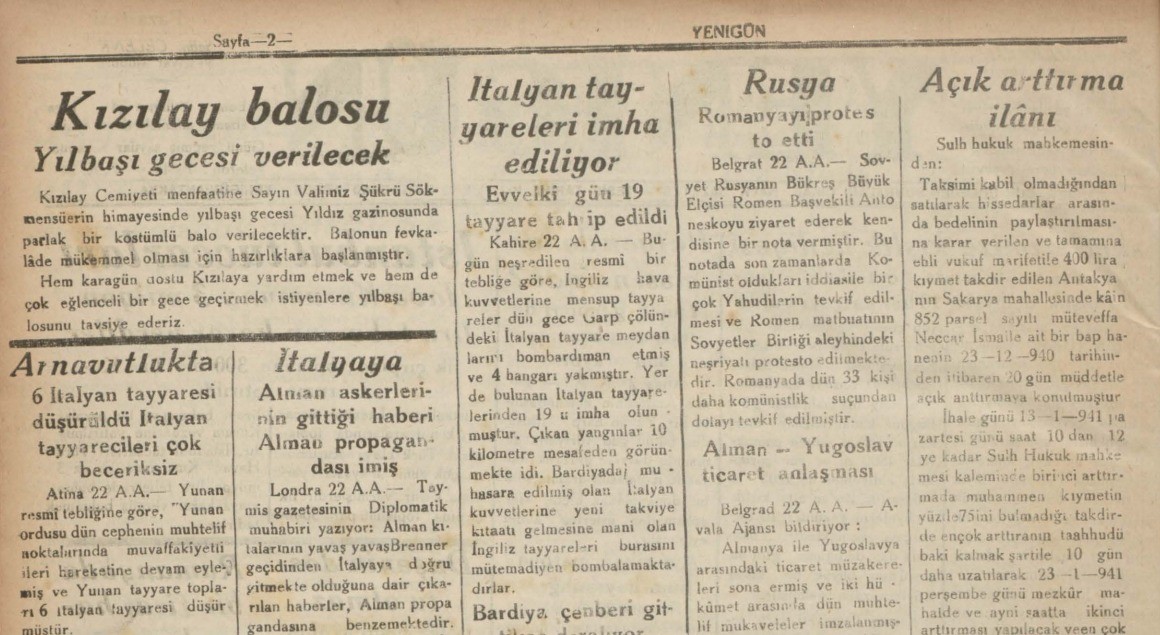 Sayfa—2—
YENIGÜN
Kızılay balosu
Yılbaşı gecesi verilecek
Kızılay Cemiyeti menfaatine Sayın Valimiz Şükrü Sök-
mensüerin himayesinde yılbaşı gecesi Yıldız gazinosunda
parlak bir kostümlü balo verilecektir. Balonun fevka-
lâde mükemmel olması için hazırlıklara başlanmıştır.
Hem karagün dostu Kızılaya yardım etmek ve hem de
çok eğlenceli bir gece geçirmek istiyenlere yılbaşı ba-
losunu tavsiye ederiz.
Arnavutlukta
6 İtalyan tayyaresi
düşürüldü İtalyan
tayyarecileri çok
beceriksiz
Atina 22 A.A.— Yunan
resmî tebliğine göre, "Yunan
ordusu dün cephenin muhtelif
noktalarında muvaffakiyetli
ileri hareketine devam eyle-
miş ve Yunan tayyare topla-
rı 6 İtalyan tayyaresi düşür
müştür.
İtalyaya
Alman askerleri-
nin gittiği haberi
Alman propagan-
dası imiş
Londra 22 A.A.— Tay-
mis gazetesinin Diplomatik
muhabiri yazıyor: Alman kı-
talarının yavaş yavaşBrenner
geçidinden İtalyaya doğru
gitmekte olduğuna dair çıka-
rılan haberler, Alman propa
gandasına benzemektedir.
Italyan tay-
yareleri imha
ediliyor
Evvelki gün 19
tayyare tahrip edildi
Kahire 22 A. A. — Bu-
gün neşredilen resmî bir
tebliğe göre, İngiliz hava
kuvvetlerine mensup tayya
reler dün gece Garp çölün-
deki İtalyan tayyare meydan
larını bombardıman etmiş
ve 4 hangarı yakmıştır. Yer
de bulunan İtalyan tayyare-
lerinden 19 u imha olun -
muştur. Çıkan yangınlar 10
kilometre mesafeden görün-
mekte idi. Bardiyada mu -
hasara edilmiş olan İtalyan
kuvvetlerine yeni takviye
kıtaatı gelmesine mani olan
İngiliz tayyareleri burasını
mütemadiyen bombalamakta-
dırlar.
Bardiya çenberi git-
Rusya
Romanyayı protes
to etti
Belgrat 22 A.A.— Sov-
yet Rusyanın Bükreş Büyük
Elçisi Romen Başvekili Anto
neskoyu ziyaret ederek ken-
disine bir nota vermiştir. Bu
notada son zamanlarda Ko-
münist oldukları iddiasile bir
çok Yahudilerin tevkif edil-
mesi ve Romen matbuatının
Sovyetler Birliği aleyhindeki
neşriyatı protesto edilmekte-
dir. Romanyada dün 33 kişi
daha komünistlik suçundan
dolayı tevkif edilmiştir.
Alman — Yugoslav
ticaret anlaşması
Belgrad 22 A.A. — A-
vala Ajansı bildiriyor :
Almanya ile Yugoslavya
arasındaki ticaret müzakere-
leri sona ermiş ve iki hü -
kûmet arasında dün muhte-
lif mukaveleler imzalanmış-
Açık arttırma
ilânı
Sulh hukuk mahkemesin-
den:
Taksimi kabil olmadığından
satılarak hissedarlar arasın-
da bedelinin paylaştırılması-
na karar verilen ve tamamına
ehli vukuf marifetile 400 lira
kıymet takdir edilen Antakya
nın Sakarya mahallesinde kâin
852 parsel sayılı müteveffa
Neccar İsmaile ait bir bap ha-
nenin 23—12—940 tarihin-
den itibaren 20 gün müddetle
açık arttırmaya konulmuştur
İhale günü 13—1—941 pa
zartesi günü saat 10 dan 12
ye kadar Sulh Hukuk mahke
mesi kaleminde birinci arttır-
mada muhammen kıymetin
yüzde75ini bulmadığı takdir-
de ençok arttıranın taahhüdü
baki kalmak şartile 10 gün
daha uzatılarak 23—1—941
perşembe günü mezkûr ma-
halde ve ayni saatta ikinci
arttırması yapılacak veen çok